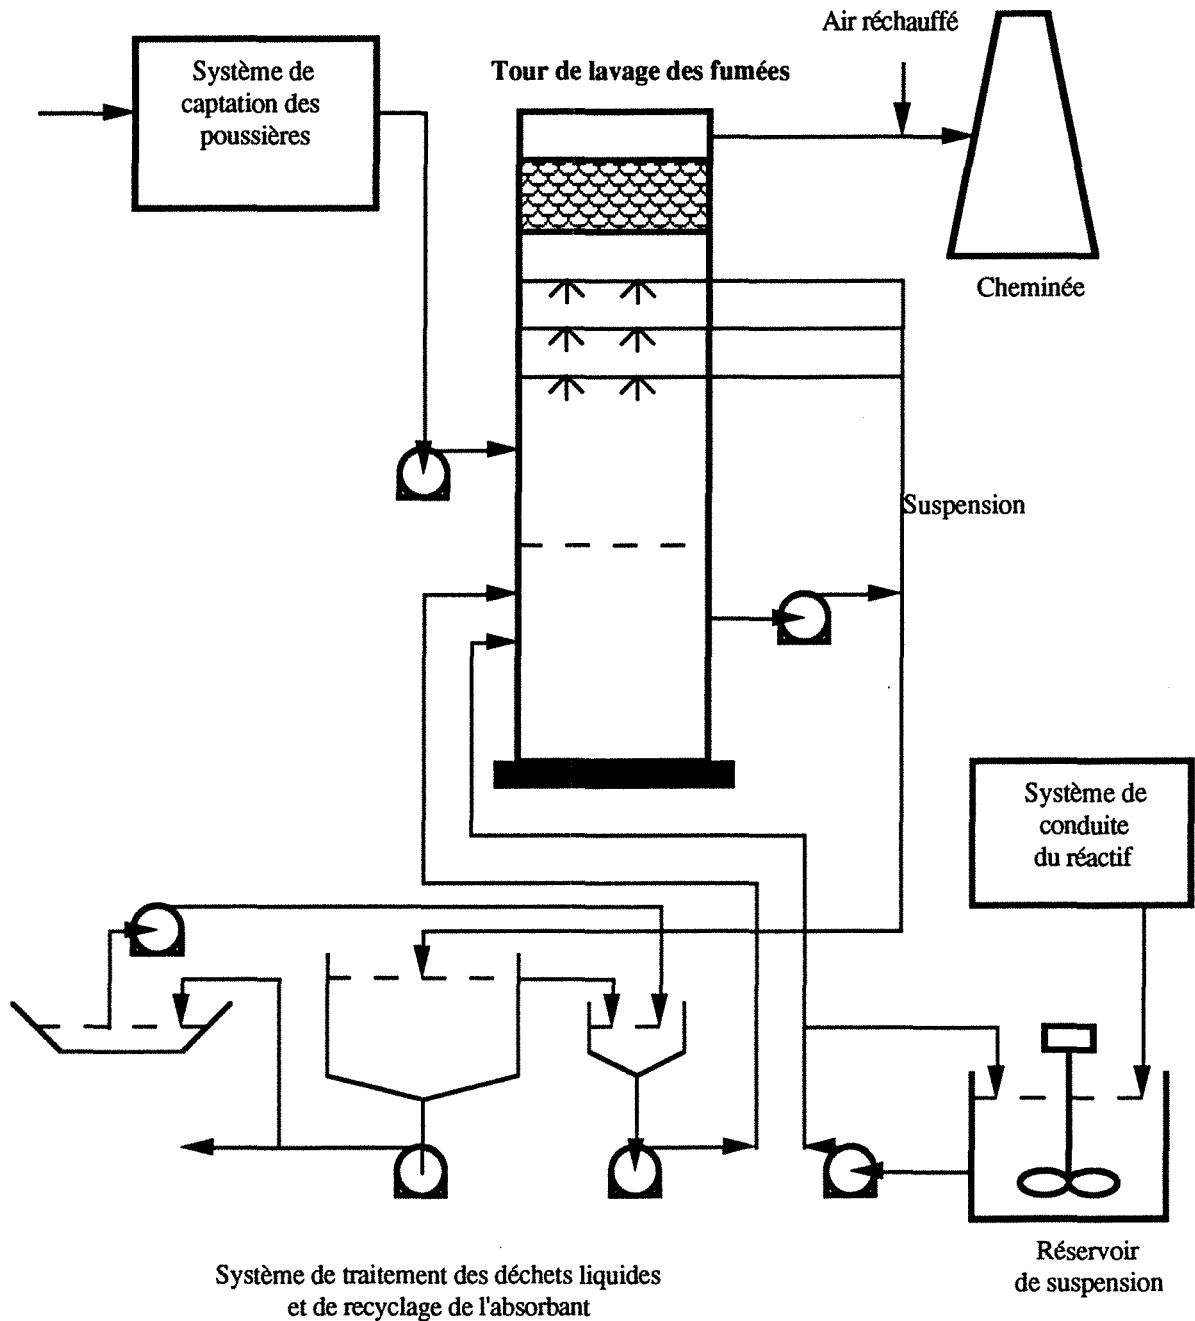 Air réchauffé
Système de
captation des
poussières
Tour de lavage des fumées
Cheminée
Suspension
Système de
conduite
du réactif
Réservoir
de suspension
Système de traitement des déchets liquides
et de recyclage de l'absorbant